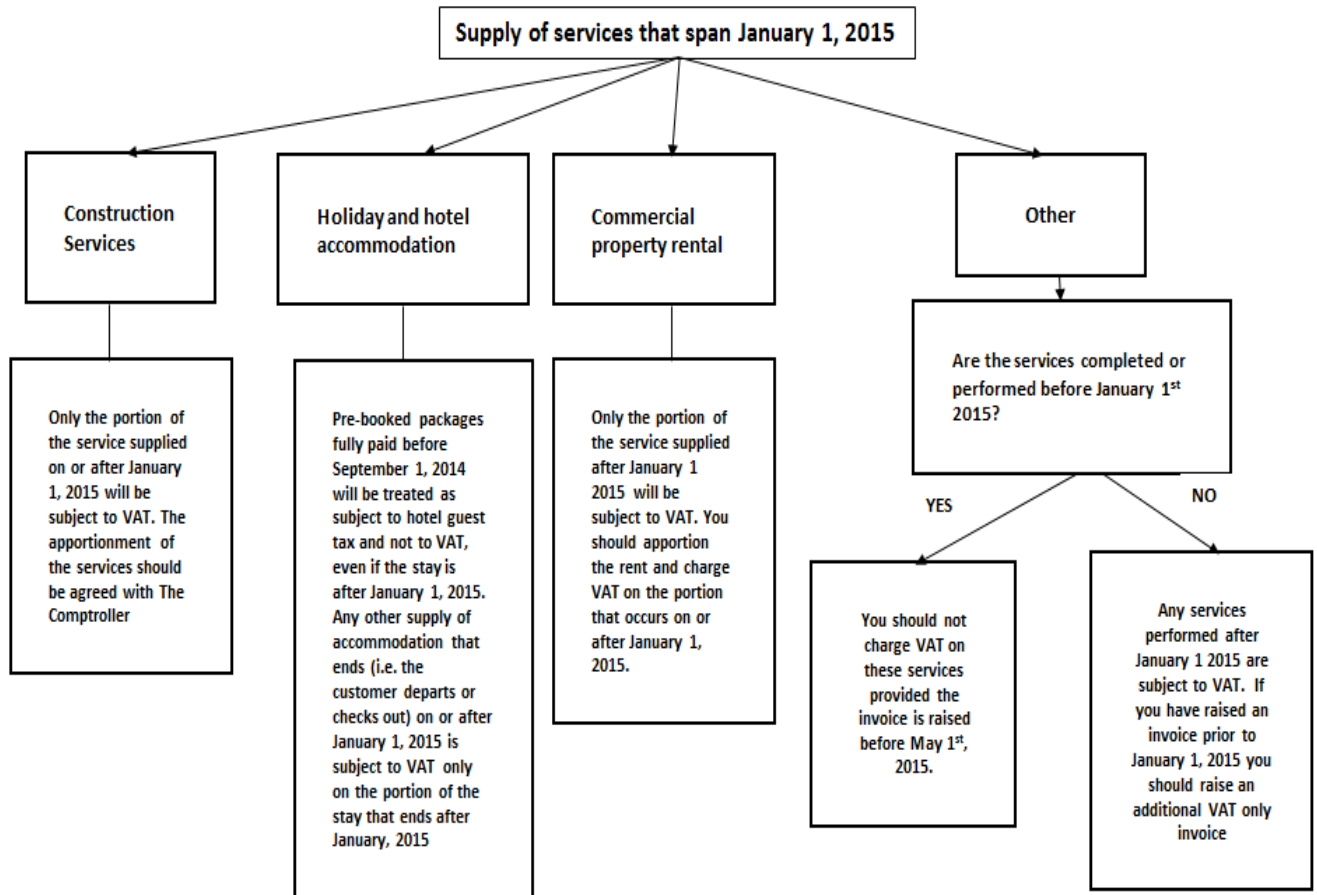 Supply of services that span January 1, 2015
Construction
Services
Holiday and hotel
accommodation
Commercial
property rental
Other
Only the portion of
the service supplied
on or after January
1, 2015 will be
subject to VAT. The
apportionment of
the services should
be agreed with The
Comptroller
Pre-booked packages
fully paid before
September 1, 2014
will be treated as
subject to hotel guest
tax and not to VAT,
even if the stay is
after January 1, 2015.
Any other supply of
accommodation that
ends (i.e. the
customer departs or
checks out) on or after
January 1, 2015 is
subject to VAT only
on the portion of the
stay that ends after
January, 2015
Only the portion of
the service supplied
after January 1
2015 will be
subject to VAT. You
should apportion
the rent and charge
VAT on the portion
that occurs on or
after January 1,
2015.
Are the services completed or
performed before January 1st
2015?
YES
NO
You should not
charge VAT on
these services
provided the
invoice is raised
before May 1st,
2015.
Any services
performed after
January 1 2015 are
subject to VAT. If
you have raised an
invoice prior to
January 1, 2015 you
should raise an
additional VAT only
invoice